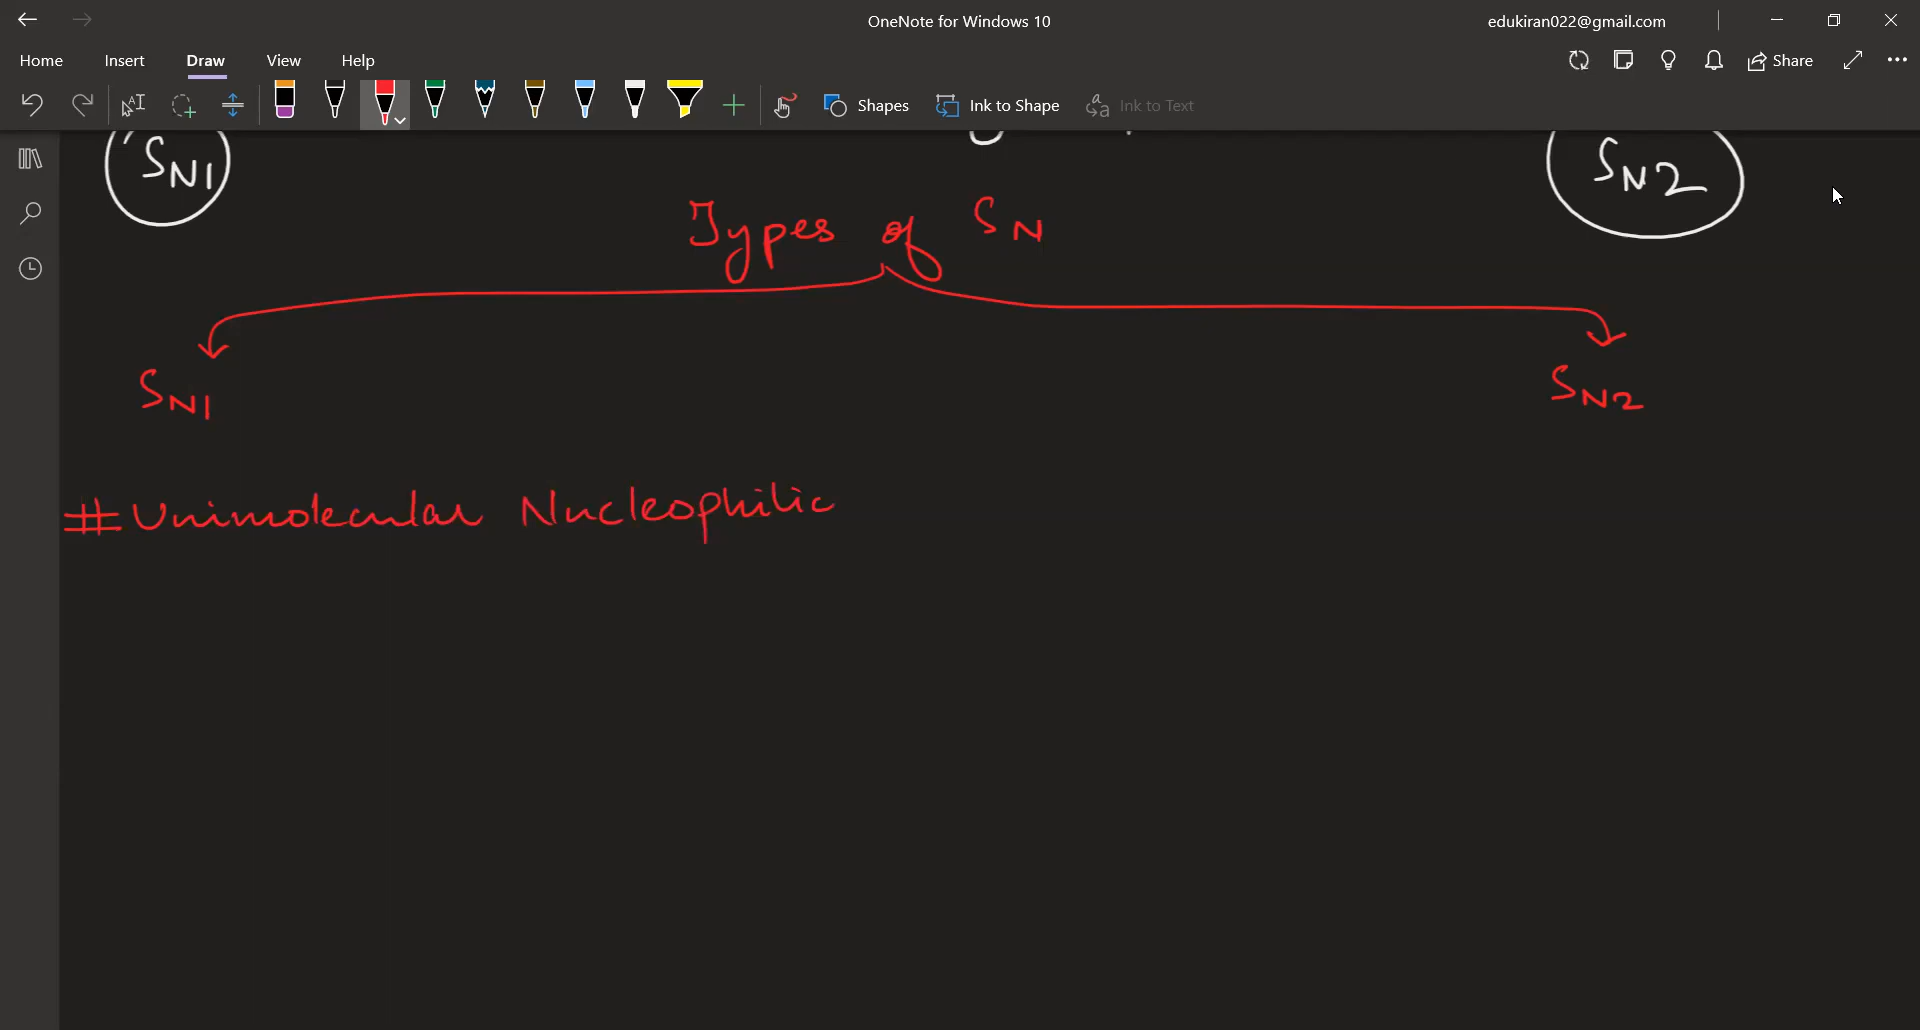 OneNote for Windows 10
edukiran022@gmail.com
Home Insert Draw View Help
Share
Shapes Ink to Shape Ink to Text
SN1
SN2
Types of SN
SN1
SN2
# Unimolecular Nucleophilic